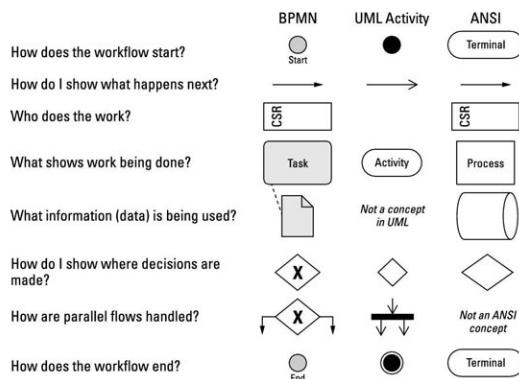 BPMN UML Activity ANSI
How does the workflow start? Start Terminal
How do I show what happens next?
Who does the work? CSR CSR
What shows work being done? Task Activity Process
What information (data) is being used? Not a concept
in UML
How do I show where decisions are
made? X
How are parallel flows handled? X Not an ANSI
concept
How does the workflow end? End Terminal